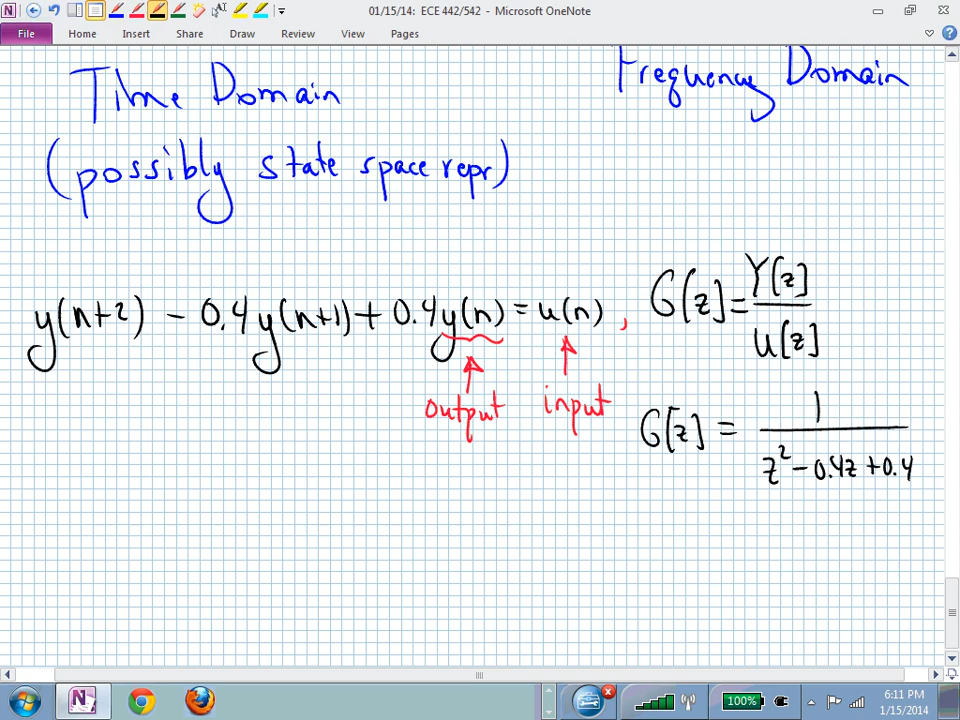 01/15/14: ECE 442/542 - Microsoft OneNote
File Home Insert Share Draw Review View Pages
Time Domain
Frequency Domain
(possibly state space repr)
y(n+2) - 0.4y(n+1) + 0.4y(n) = u(n), G[z] = Y[z] / U[z]
output input
G[z] = 1 / z² - 0.4z + 0.4
100%
6:11 PM
1/15/2014